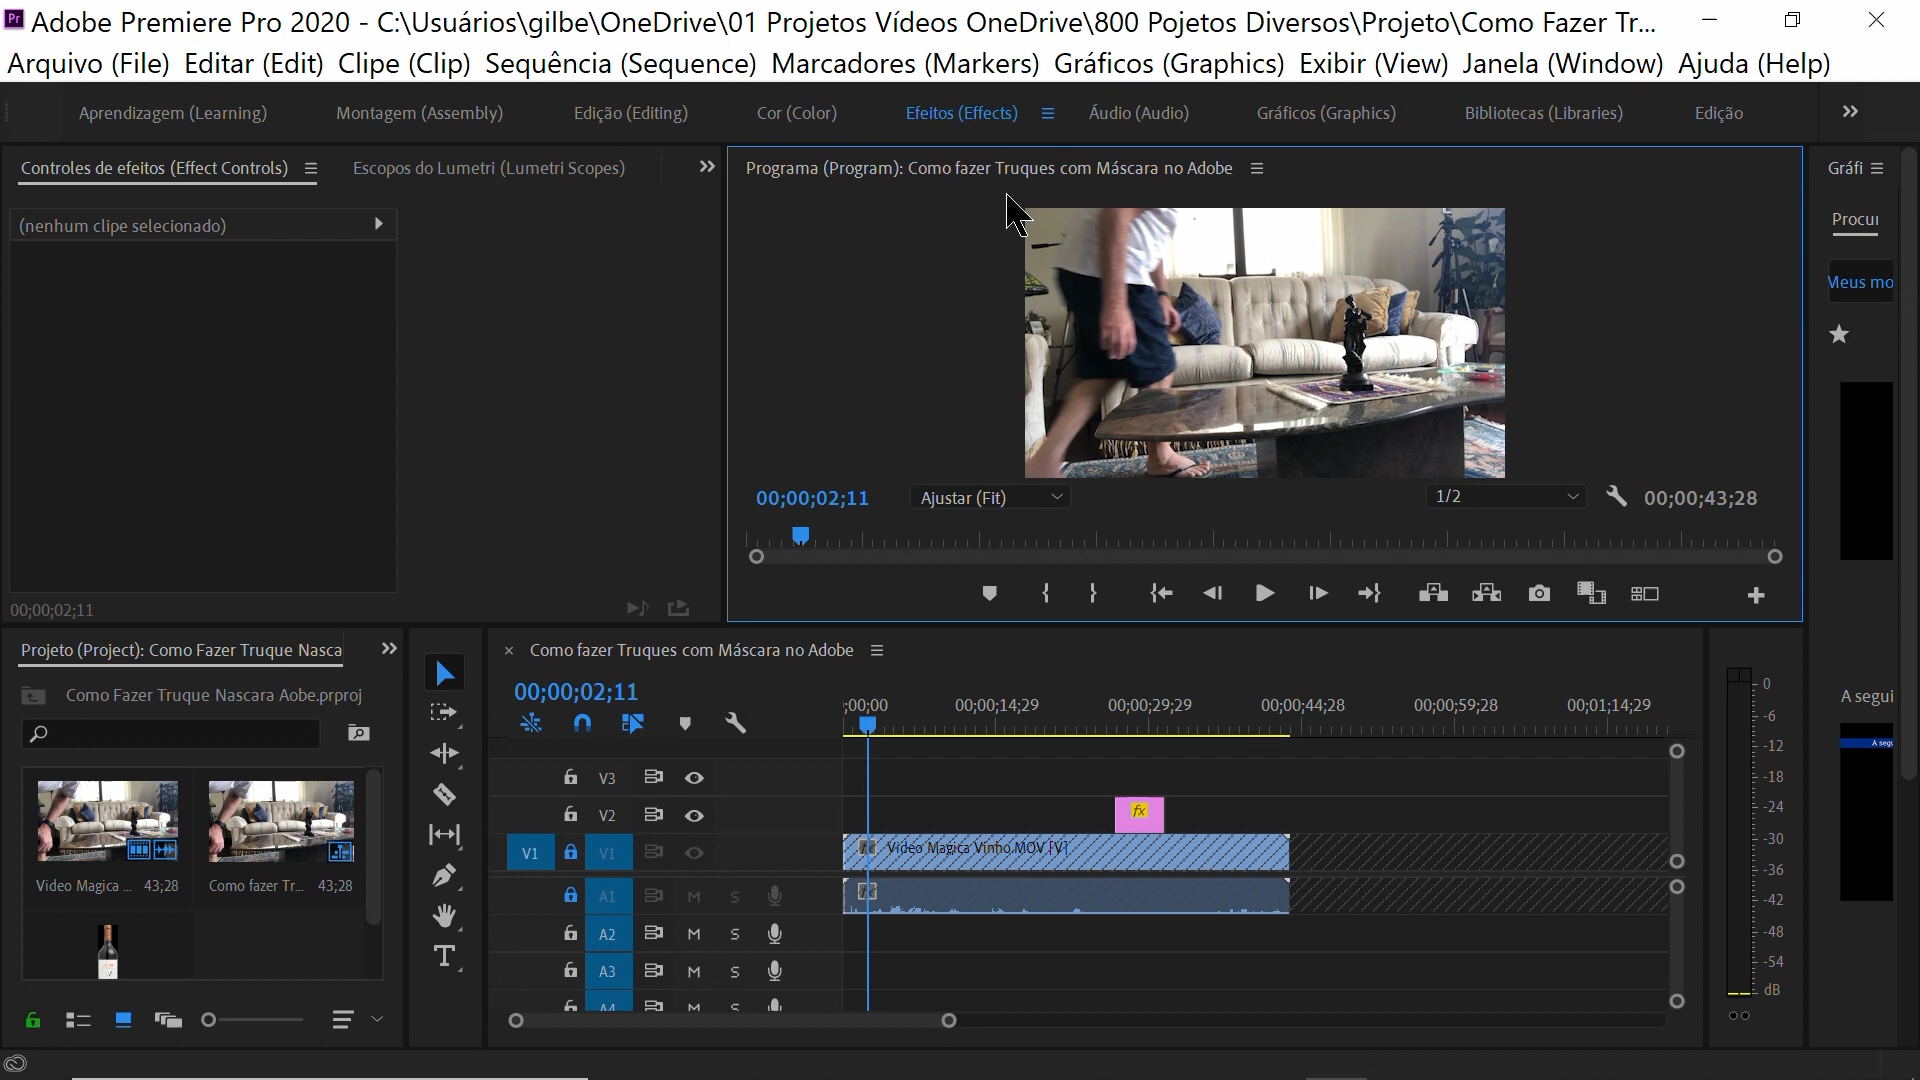 Adobe Premiere Pro 2020 - C:\Usuários\gilbe\OneDrive\01 Projetos Vídeos OneDrive\800 Pojetos Diversos\Projeto\Como Fazer Tr...
Arquivo (File) Editar (Edit) Clipe (Clip) Sequência (Sequence) Marcadores (Markers) Gráficos (Graphics) Exibir (View) Janela (Window) Ajuda (Help)
Aprendizagem (Learning) Montagem (Assembly) Edição (Editing) Cor (Color) Efeitos (Effects) Áudio (Audio) Gráficos (Graphics) Bibliotecas (Libraries) Edição
Controles de efeitos (Effect Controls) Escopos do Lumetri (Lumetri Scopes)
(nenhum clipe selecionado)
00;00;02;11
Programa (Program): Como fazer Truques com Máscara no Adobe
00;00;02;11 Ajustar (Fit) 1/2 00;00;43;28
Gráfi
Procur
Meus mo
A segui
A segu
Projeto (Project): Como Fazer Truque Nasca
Como Fazer Truque Nascara Aobe.prproj
Video Magica ... 43;28 Como fazer Tr... 43;28
Como fazer Truques com Máscara no Adobe
00;00;02;11
;00;00 00;00;14;29 00;00;29;29 00;00;44;28 00;00;59;28 00;01;14;29
V3
V2 fx
V1 V1 fx Video Magica Vinho.MOV [V]
A1 M S fx
A2 M S
A3 M S
A4 M S
0
-6
-12
-18
-24
-30
-36
-42
-48
-54
dB